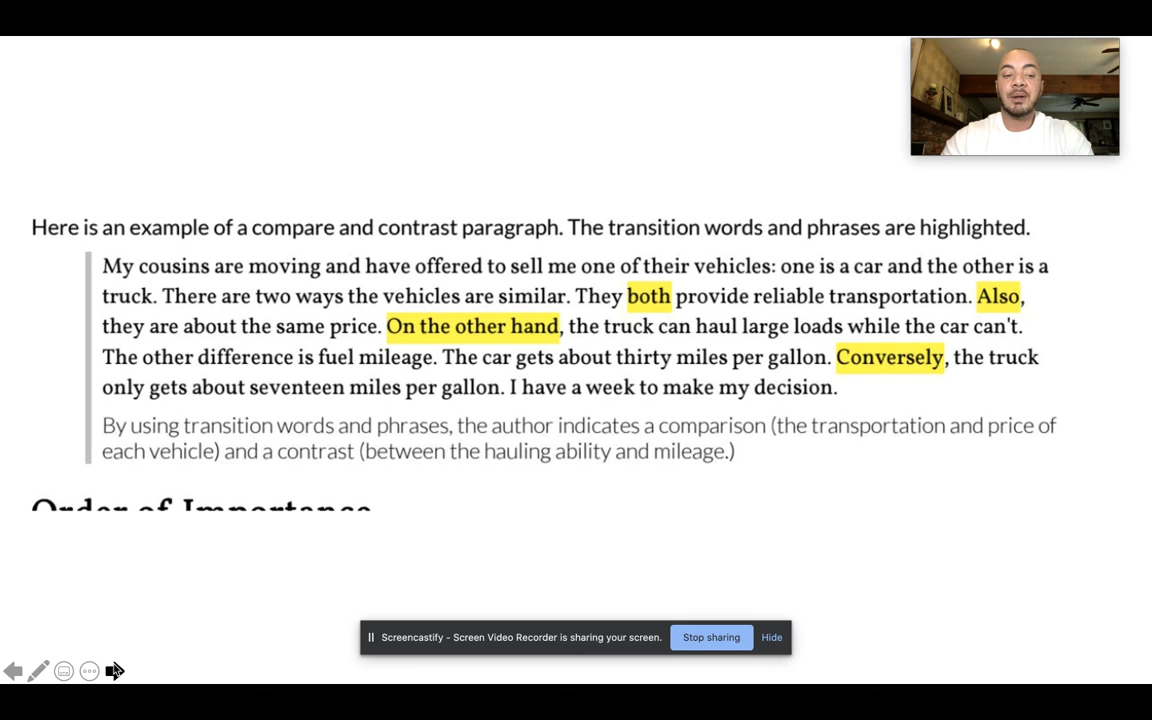 Here is an example of a compare and contrast paragraph. The transition words and phrases are highlighted.
My cousins are moving and have offered to sell me one of their vehicles: one is a car and the other is a
truck. There are two ways the vehicles are similar. They both provide reliable transportation. Also,
they are about the same price. On the other hand, the truck can haul large loads while the car can't.
The other difference is fuel mileage. The car gets about thirty miles per gallon. Conversely, the truck
only gets about seventeen miles per gallon. I have a week to make my decision.
By using transition words and phrases, the author indicates a comparison (the transportation and price of
each vehicle) and a contrast (between the hauling ability and mileage.)
Order of Importance
Screencastify - Screen Video Recorder is sharing your screen.
Stop sharing
Hide